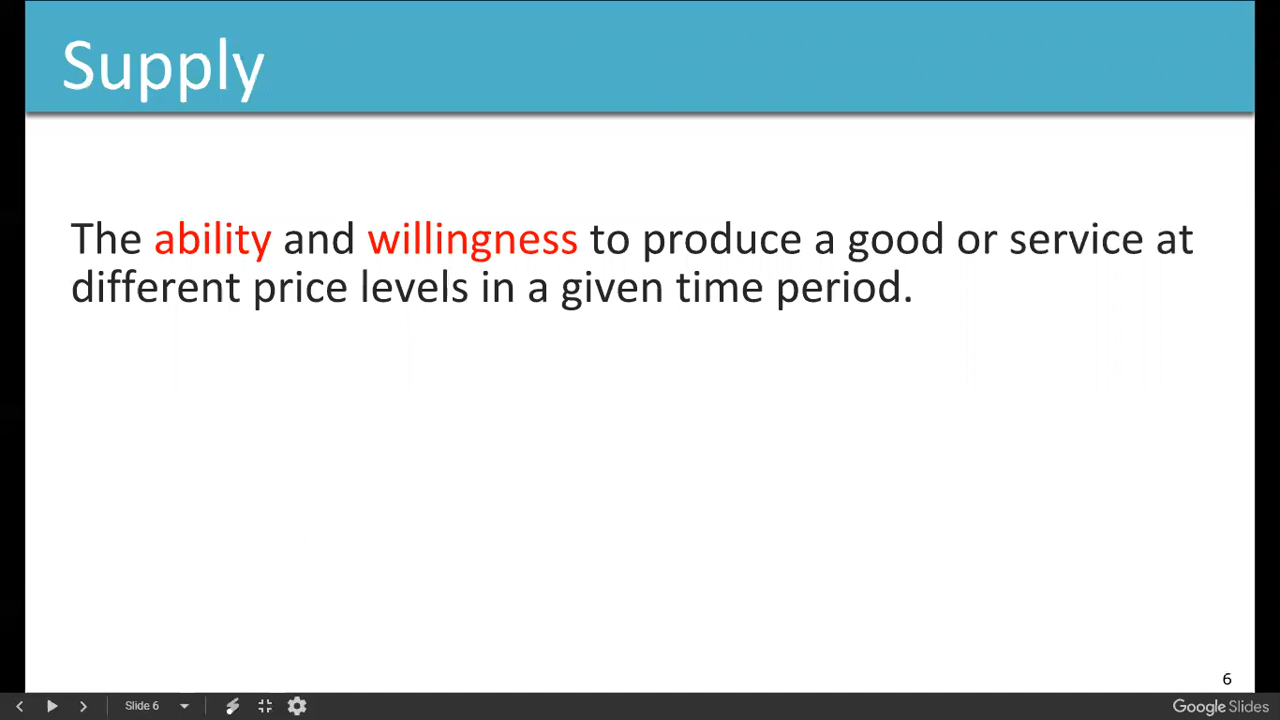 Supply
The ability and willingness to produce a good or service at
different price levels in a given time period.
6
Slide 6
Google Slides